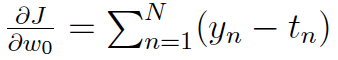 ∂J/∂w₀ = ∑ₙ₌₁ᴺ(yₙ − tₙ)